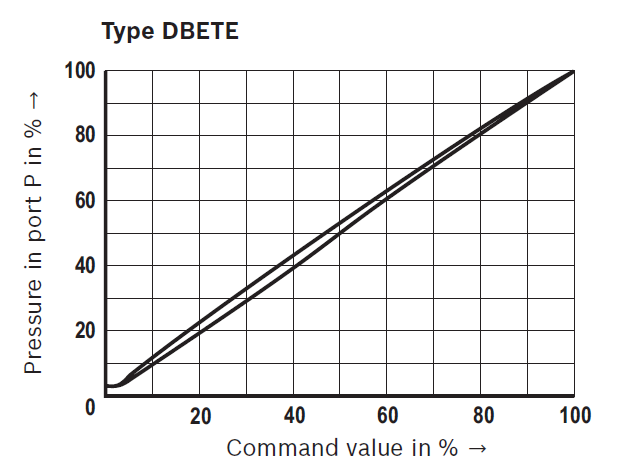 Type DBETE
Pressure in port P in % →
100
80
60
40
20
0
20 40 60 80 100
Command value in % →